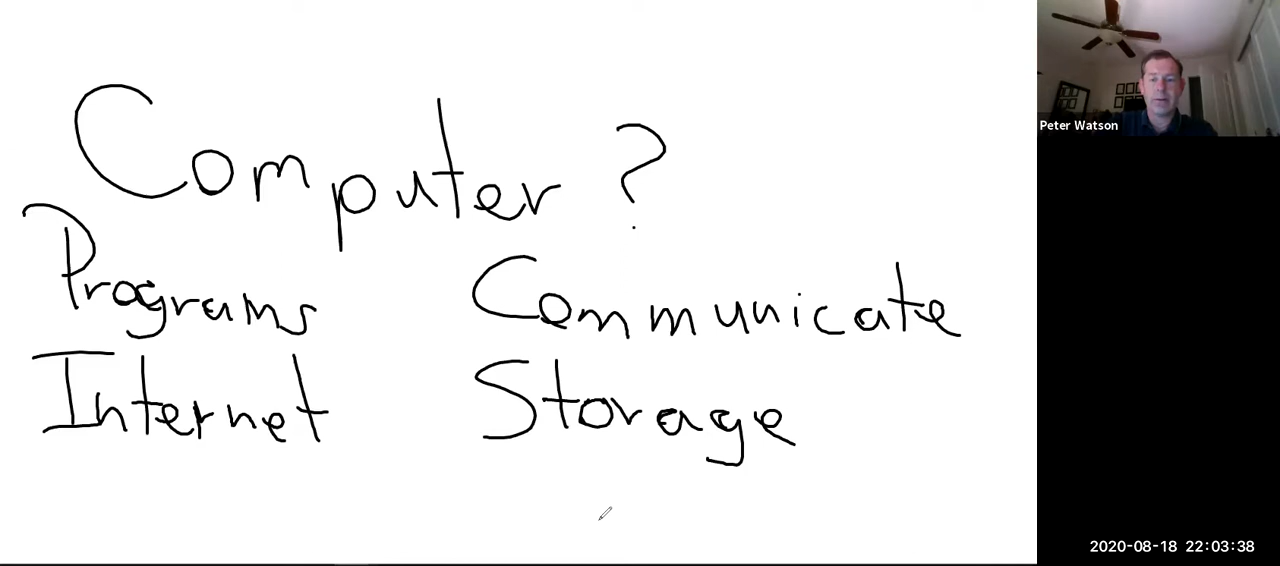 Computer ?
Programs Communicate
Internet Storage
Peter Watson
2020-08-18 22:03:38